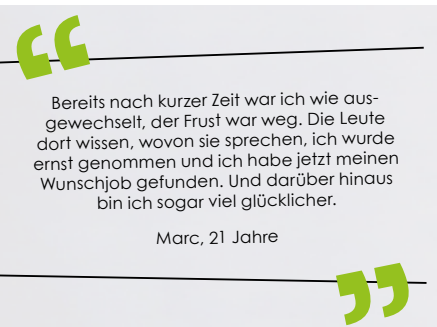 Bereits nach kurzer Zeit war ich wie aus-
gewechselt, der Frust war weg. Die Leute
dort wissen, wovon sie sprechen, ich wurde
ernst genommen und ich habe jetzt meinen
Wunschjob gefunden. Und darüber hinaus
bin ich sogar viel glücklicher.
Marc, 21 Jahre